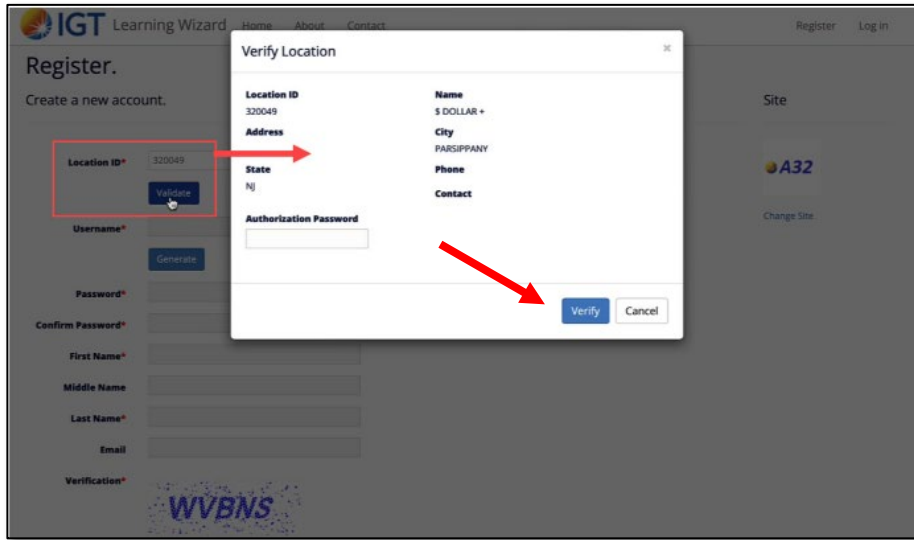 IGT Learning Wizard Home About Contact Register Log in
Register.
Create a new account.
Location ID* 320049
Validate
Username*
Generate
Password*
Confirm Password*
First Name*
Middle Name
Last Name*
Email
Verification*
WVBNS
Verify Location ×
Location ID Name
320049 $ DOLLAR +
Address City
PARSIPPANY
State Phone
NJ
Contact
Authorization Password
Verify Cancel
Site
A32
Change Site